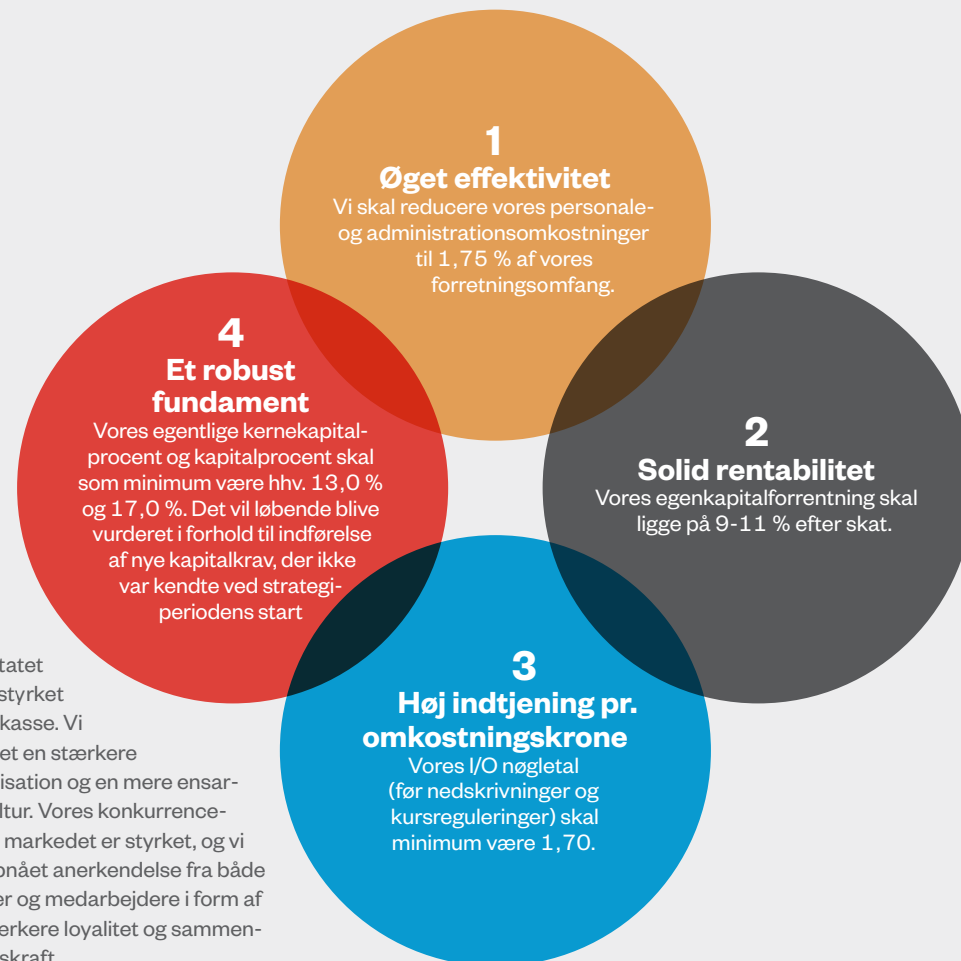 1
Øget effektivitet
Vi skal reducere vores personale-
og administrationsomkostninger
til 1,75 % af vores
forretningsomfang.
2
Solid rentabilitet
Vores egenkapitalforrentning skal
ligge på 9-11 % efter skat.
3
Høj indtjening pr.
omkostningskrone
Vores I/O nøgletal
(før nedskrivninger og
kursreguleringer) skal
minimum være 1,70.
4
Et robust
fundament
Vores egentlige kernekapital-
procent og kapitalprocent skal
som minimum være hhv. 13,0 %
og 17,0 %. Det vil løbende blive
vurderet i forhold til indførelse
af nye kapitalkrav, der ikke
var kendte ved strategi-
periodens start
tatet
styrket
kasse. Vi
et en stærkere
isation og en mere ensar-
ltur. Vores konkurrence-
markedet er styrket, og vi
pnået anerkendelse fra både
er og medarbejdere i form af
erkere loyalitet og sammen-
skraft